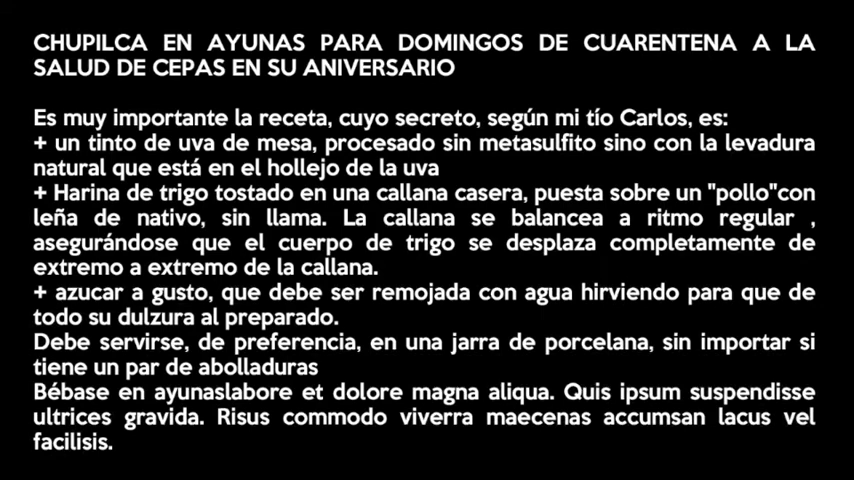 CHUPILCA EN AYUNAS PARA DOMINGOS DE CUARENTENA A LA
SALUD DE CEPAS EN SU ANIVERSARIO
Es muy importante la receta, cuyo secreto, según mi tío Carlos, es:
+ un tinto de uva de mesa, procesado sin metasulfito sino con la levadura
natural que está en el hollejo de la uva
+ Harina de trigo tostado en una callana casera, puesta sobre un "pollo"con
leña de nativo, sin llama. La callana se balancea a ritmo regular ,
asegurándose que el cuerpo de trigo se desplaza completamente de
extremo a extremo de la callana.
+ azucar a gusto, que debe ser remojada con agua hirviendo para que de
todo su dulzura al preparado.
Debe servirse, de preferencia, en una jarra de porcelana, sin importar si
tiene un par de abolladuras
Bébase en ayunaslabore et dolore magna aliqua. Quis ipsum suspendisse
ultrices gravida. Risus commodo viverra maecenas accumsan lacus vel
facilisis.